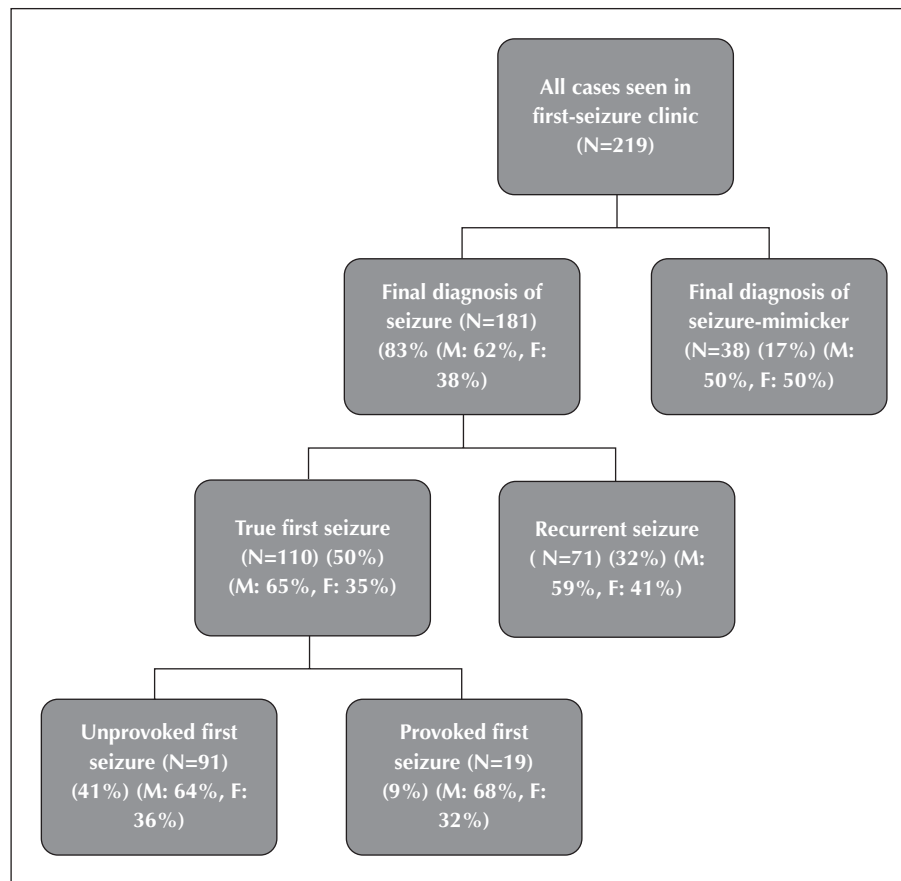 All cases seen in
first-seizure clinic
(N=219)
Final diagnosis of
seizure (N=181)
(83% (M: 62%, F:
38%)
Final diagnosis of
seizure-mimicker
(N=38) (17%) (M:
50%, F: 50%)
True first seizure
(N=110) (50%)
(M: 65%, F: 35%)
Recurrent seizure
( N=71) (32%) (M:
59%, F: 41%)
Unprovoked first
seizure (N=91)
(41%) (M: 64%, F:
36%)
Provoked first
seizure (N=19)
(9%) (M: 68%, F:
32%)